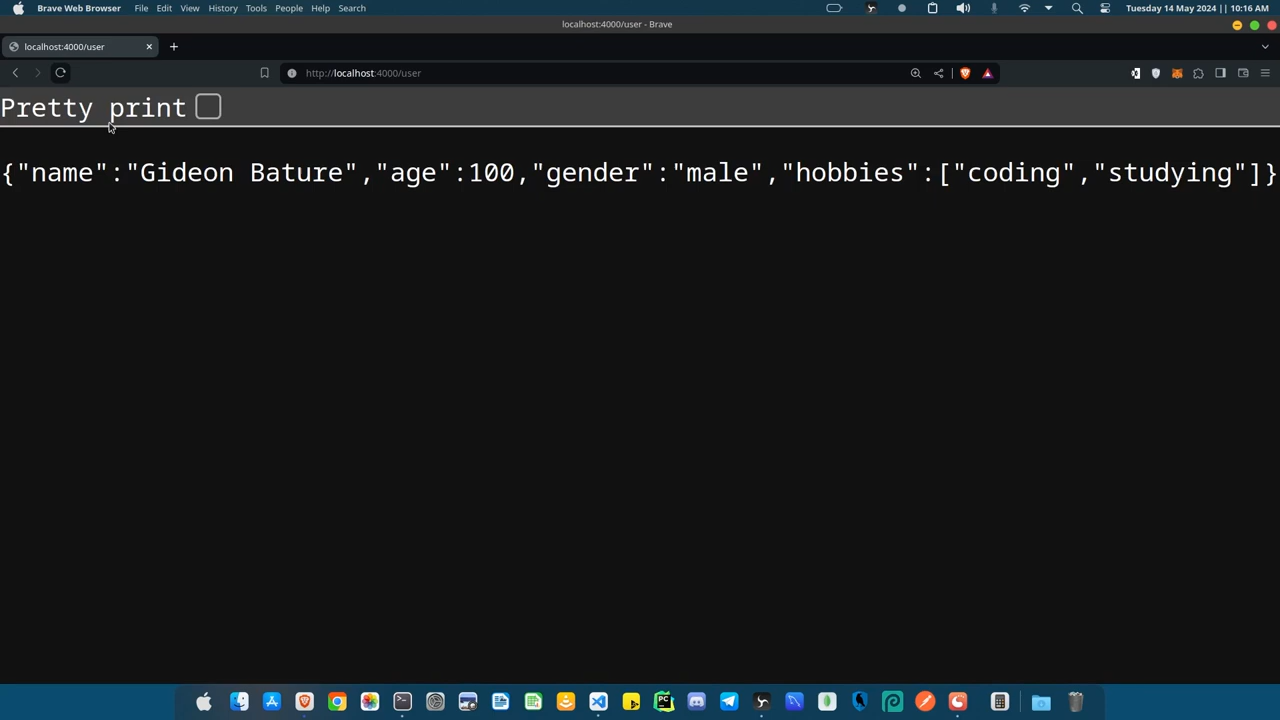 Brave Web Browser File Edit View History Tools People Help Search Tuesday 14 May 2024 || 10:16 AM
localhost:4000/user - Brave
localhost:4000/user
http://localhost:4000/user
Pretty print
{"name":"Gideon Bature","age":100,"gender":"male","hobbies":["coding","studying"]}